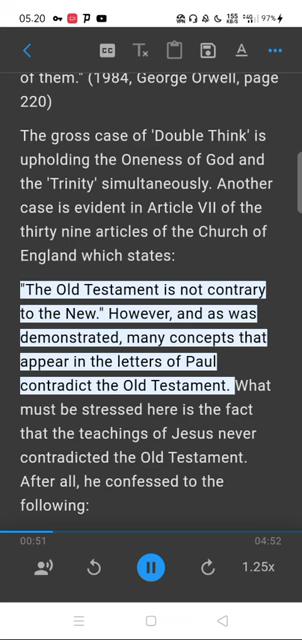 05.20
155
KB/S
97%
CC
A
of them." (1984, George Orwell, page
220)
The gross case of 'Double Think' is
upholding the Oneness of God and
the 'Trinity' simultaneously. Another
case is evident in Article VII of the
thirty nine articles of the Church of
England which states:
"The Old Testament is not contrary
to the New." However, and as was
demonstrated, many concepts that
appear in the letters of Paul
contradict the Old Testament. What
must be stressed here is the fact
that the teachings of Jesus never
contradicted the Old Testament.
After all, he confessed to the
following:
00:51
04:52
1.25x